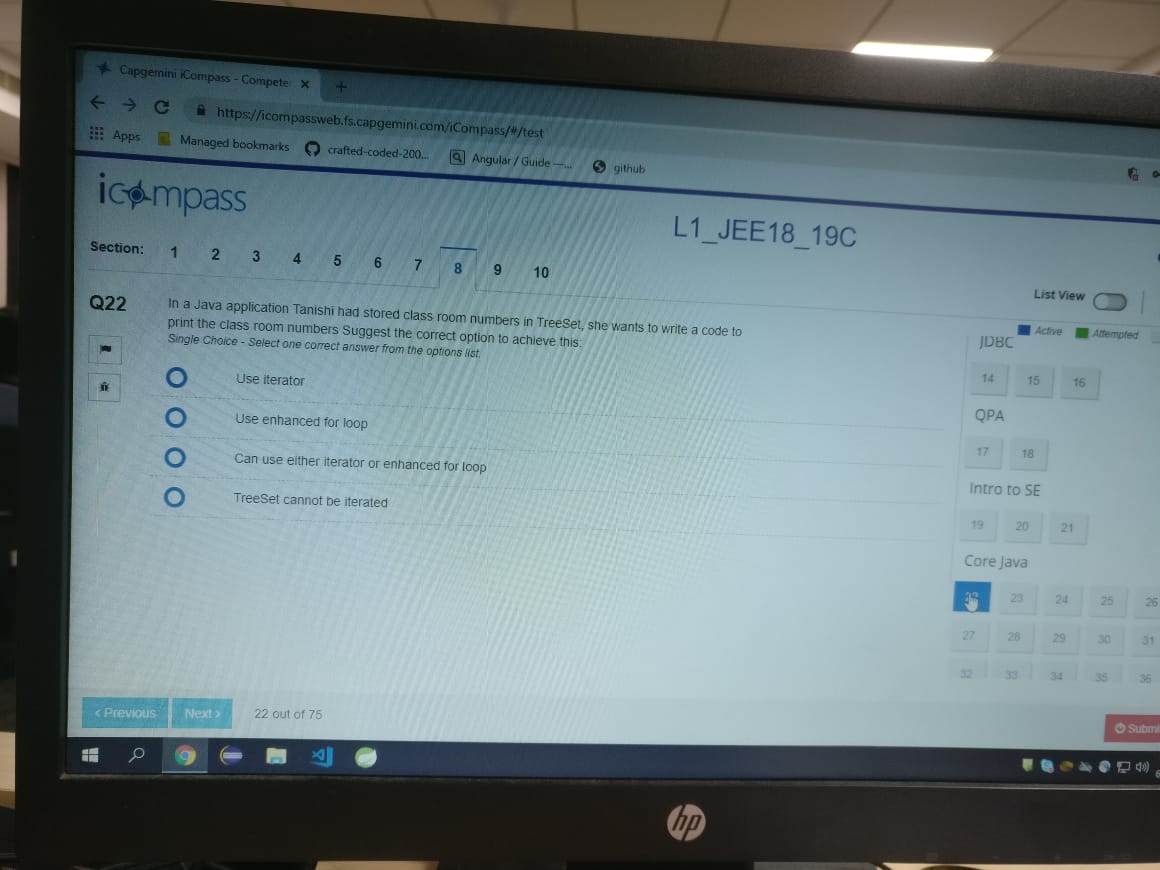 Capgemini iCompass - Compete
https://icompassweb.fs.capgemini.com/iCompass/#/test
Apps
Managed bookmarks
crafted-coded-200...
Angular / Guide —...
github
icompass
L1_JEE18_19C
Section: 1 2 3 4 5 6 7 8 9 10
List View
Active
Attempted
Q22
In a Java application Tanishi had stored class room numbers in TreeSet, she wants to write a code to
print the class room numbers Suggest the correct option to achieve this:
Single Choice - Select one correct answer from the options list.
Use iterator
Use enhanced for loop
Can use either iterator or enhanced for loop
TreeSet cannot be iterated
JDBC
14 15 16
QPA
17 18
Intro to SE
19 20 21
Core Java
23 24 25 26
27 28 29 30 31
32 33 34 35 36
< Previous
Next >
22 out of 75
Submi
hp